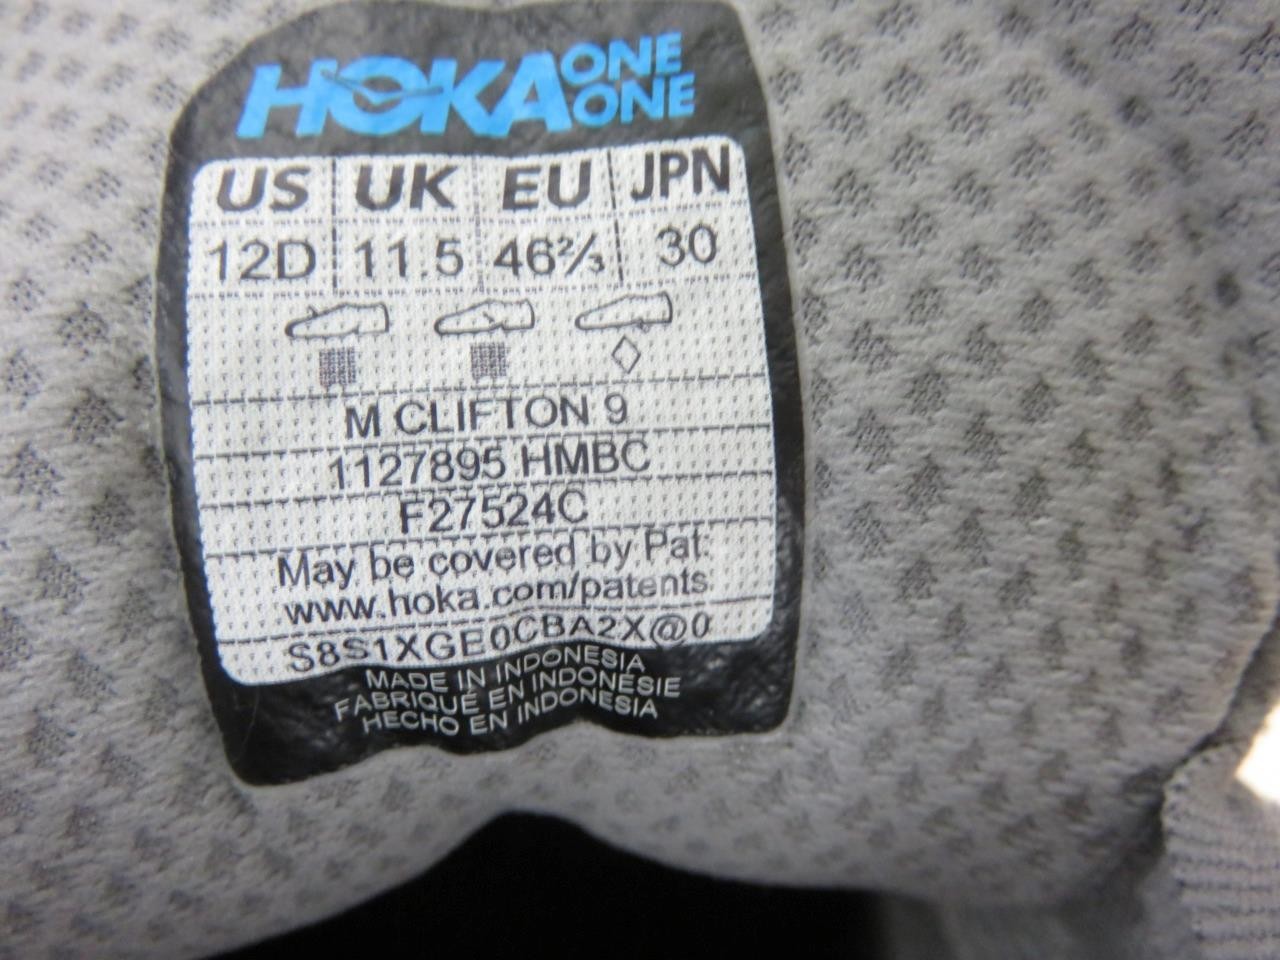 HOKA ONE ONE
US UK EU JPN
12D 11.5 46⅔ 30
M CLIFTON 9
1127895 HMBC
F27524C
May be covered by Pat:
www.hoka.com/patents
S8S1XGE0CBA2X@0
MADE IN INDONESIA
FABRIQUÉ EN INDONÉSIE
HECHO EN INDONESIA